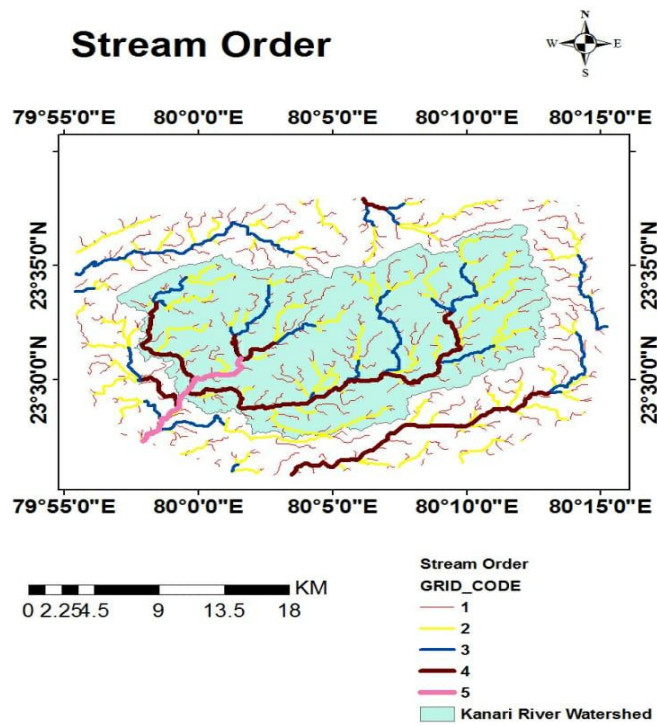 Stream Order
N
W E
S
79°55'0"E 80°0'0"E 80°5'0"E 80°10'0"E 80°15'0"E
23°35'0"N 23°35'0"N
23°30'0"N 23°30'0"N
79°55'0"E 80°0'0"E 80°5'0"E 80°10'0"E 80°15'0"E
KM
0 2.254.5 9 13.5 18
Stream Order
GRID_CODE
1
2
3
4
5
Kanari River Watershed